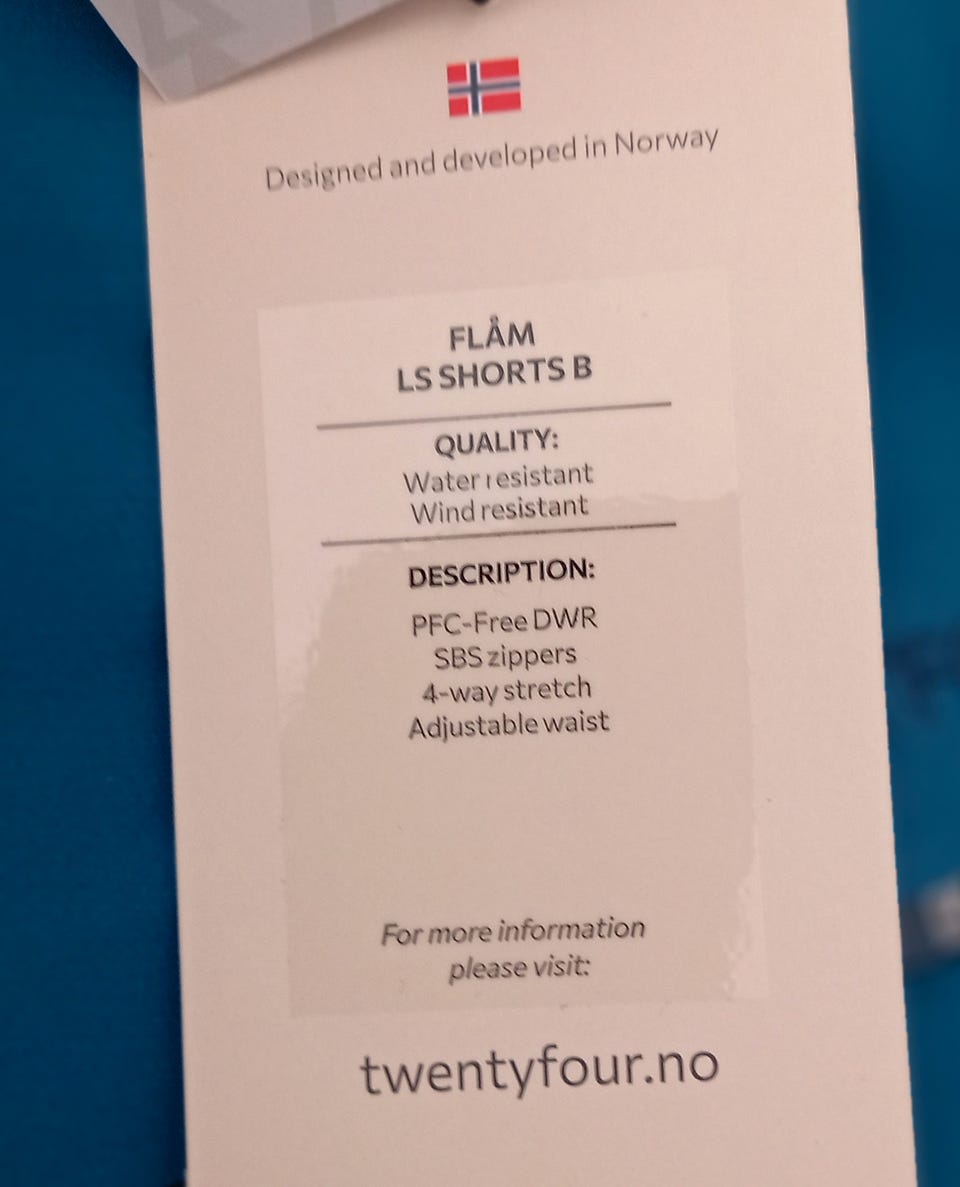 Designed and developed in Norway
FLÅM
LS SHORTS B
QUALITY:
Water resistant
Wind resistant
DESCRIPTION:
PFC-Free DWR
SBS zippers
4-way stretch
Adjustable waist
For more information
please visit:
twentyfour.no